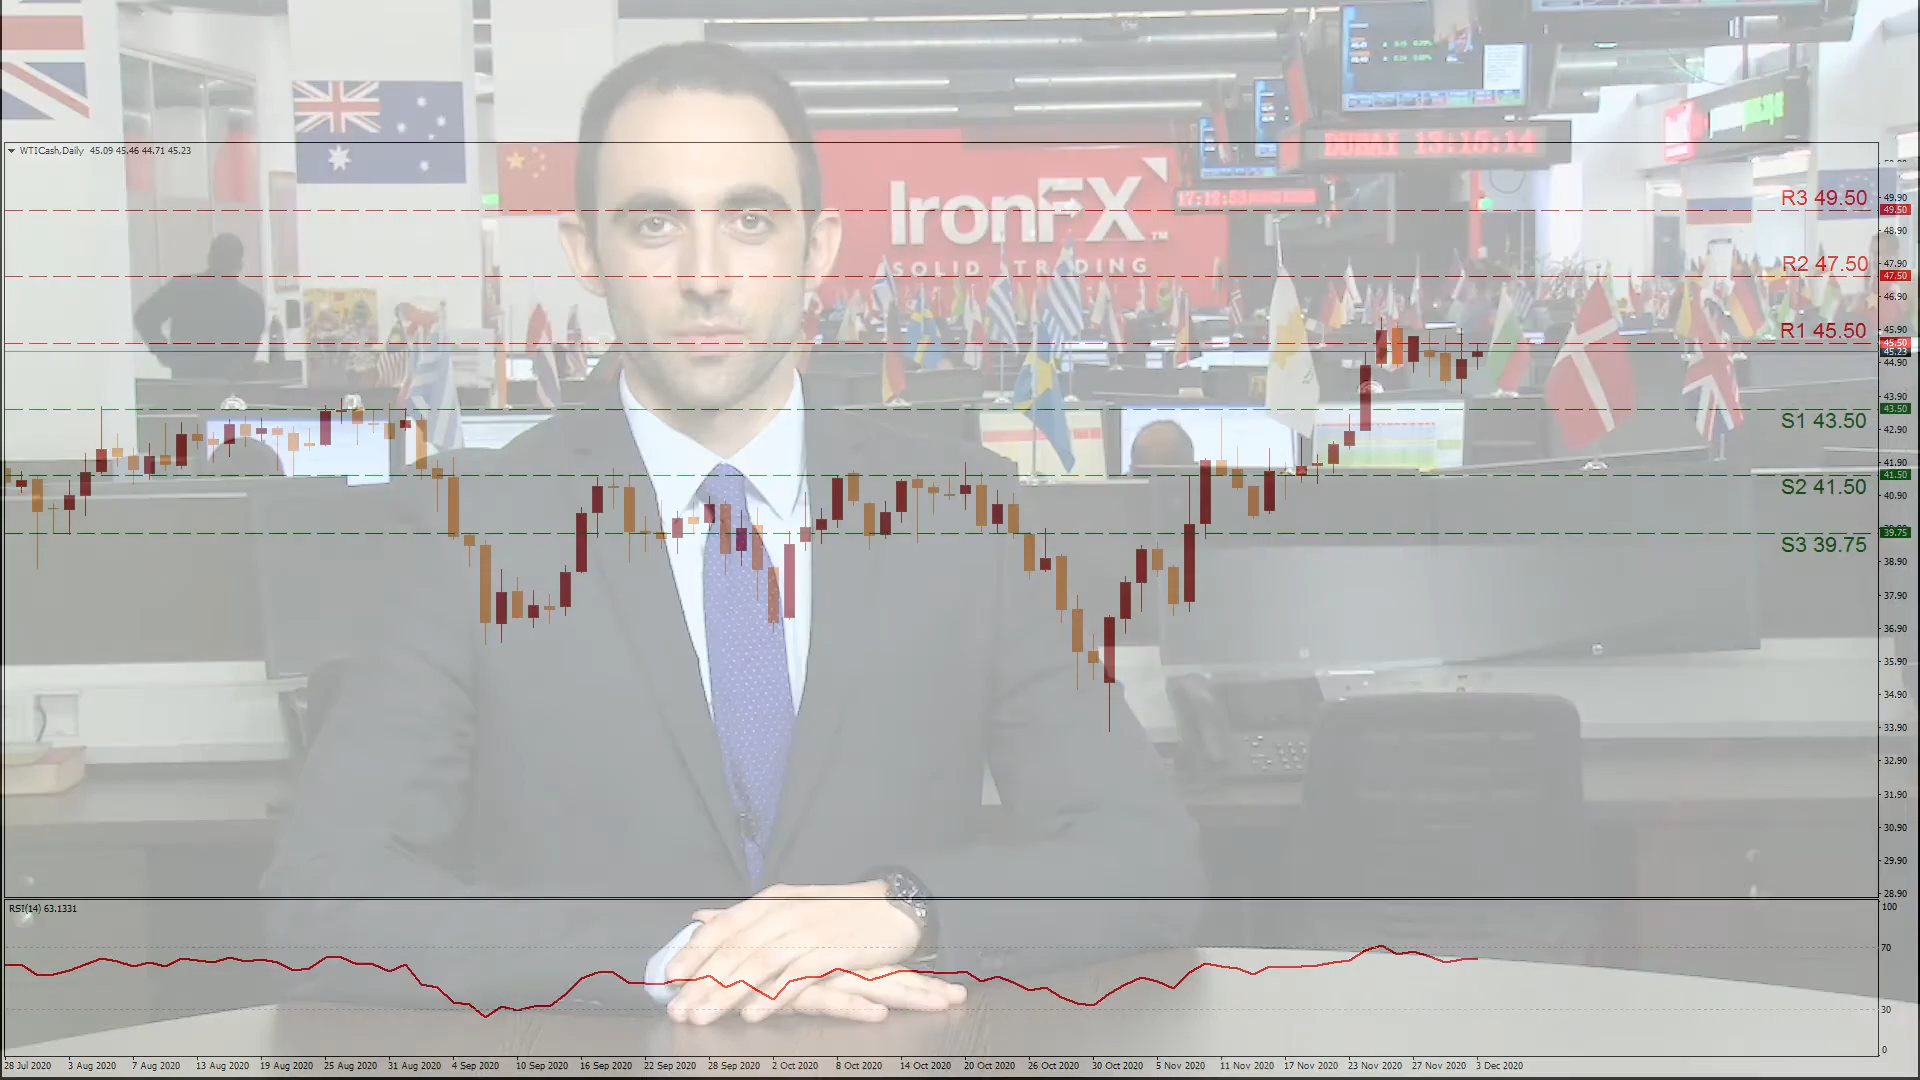 WTICash,Daily 45.09 45.46 44.71 45.23
DUBAI 15:15:14
IronFX
TM
SOLID TRADING
R3 49.50
R2 47.50
R1 45.50
S1 43.50
S2 41.50
S3 39.75
49.90
49.50
48.90
47.90
47.50
46.90
45.90
45.50
45.23
44.90
43.90
43.50
42.90
41.90
41.50
40.90
39.75
38.90
37.90
36.90
35.90
34.90
33.90
32.90
31.90
30.90
29.90
28.90
RSI(14) 63.1331
100
70
30
0
28 Jul 2020 3 Aug 2020 7 Aug 2020 13 Aug 2020 19 Aug 2020 25 Aug 2020 31 Aug 2020 4 Sep 2020 10 Sep 2020 16 Sep 2020 22 Sep 2020 28 Sep 2020 2 Oct 2020 8 Oct 2020 14 Oct 2020 20 Oct 2020 26 Oct 2020 30 Oct 2020 5 Nov 2020 11 Nov 2020 17 Nov 2020 23 Nov 2020 27 Nov 2020 3 Dec 2020